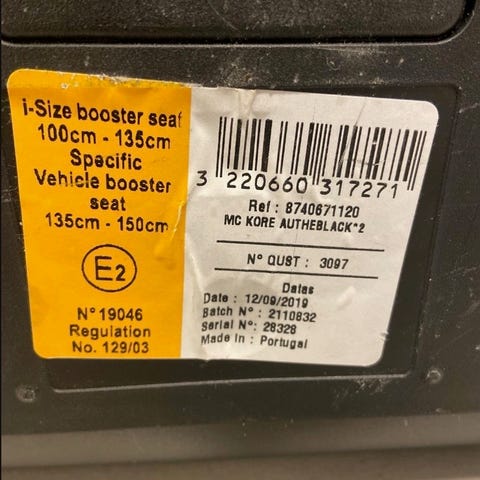 i-Size booster seat
100cm - 135cm
Specific
Vehicle booster
seat
135cm - 150cm
E2
N° 19046
Regulation
No. 129/03
3 220660 317271
Ref : 8740671120
MC KORE AUTHEBLACK*2
N° QUST : 3097
Datas
Date : 12/09/2019
Batch N° : 2110832
Serial N°: 28328
Made in : Portugal